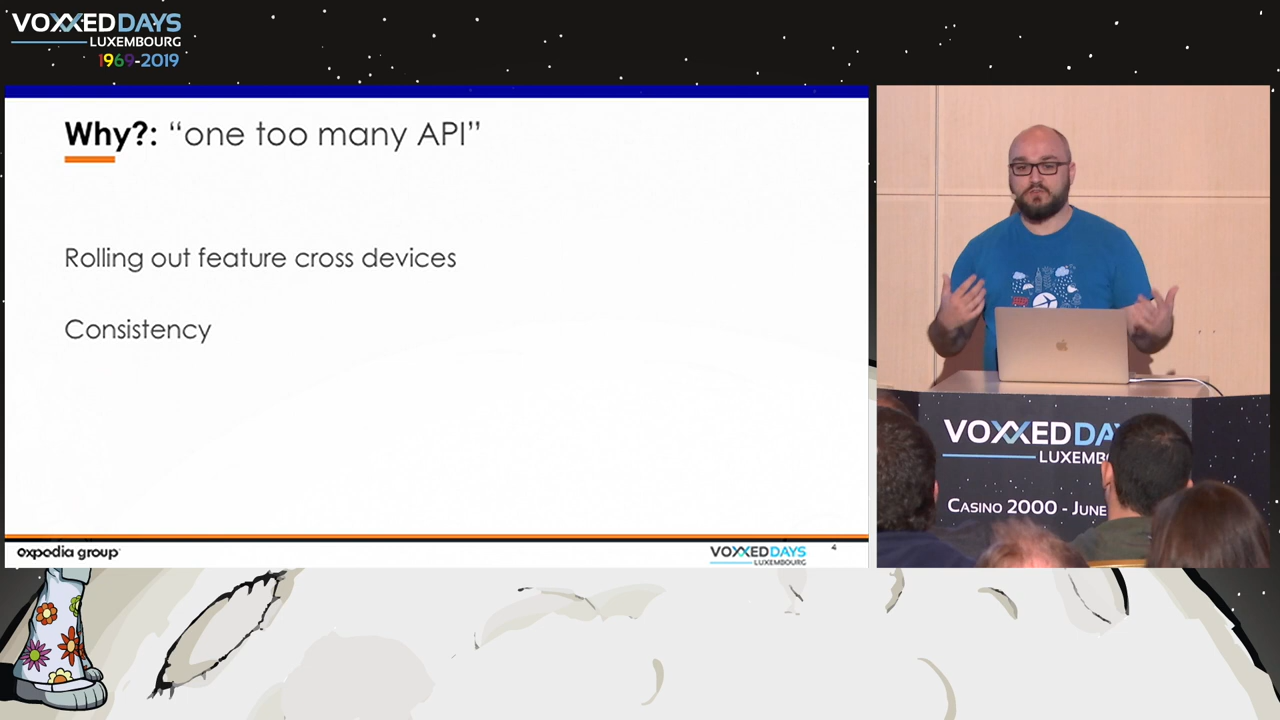 VOXXED DAYS
LUXEMBOURG
1969-2019
Why?: “one too many API”
Rolling out feature cross devices
Consistency
expedia group
VOXXED DAYS
LUXEMBOURG
4
VOXXED DA
LUXEMB
CASINO 2000 - JUNE